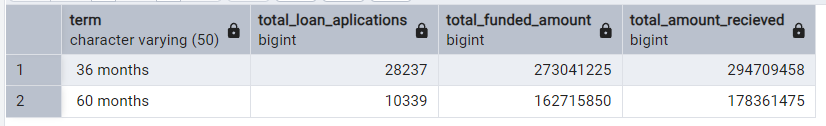 term total_loan_aplications total_funded_amount total_amount_recieved
character varying (50) bigint bigint bigint
1 36 months 28237 273041225 294709458
2 60 months 10339 162715850 178361475